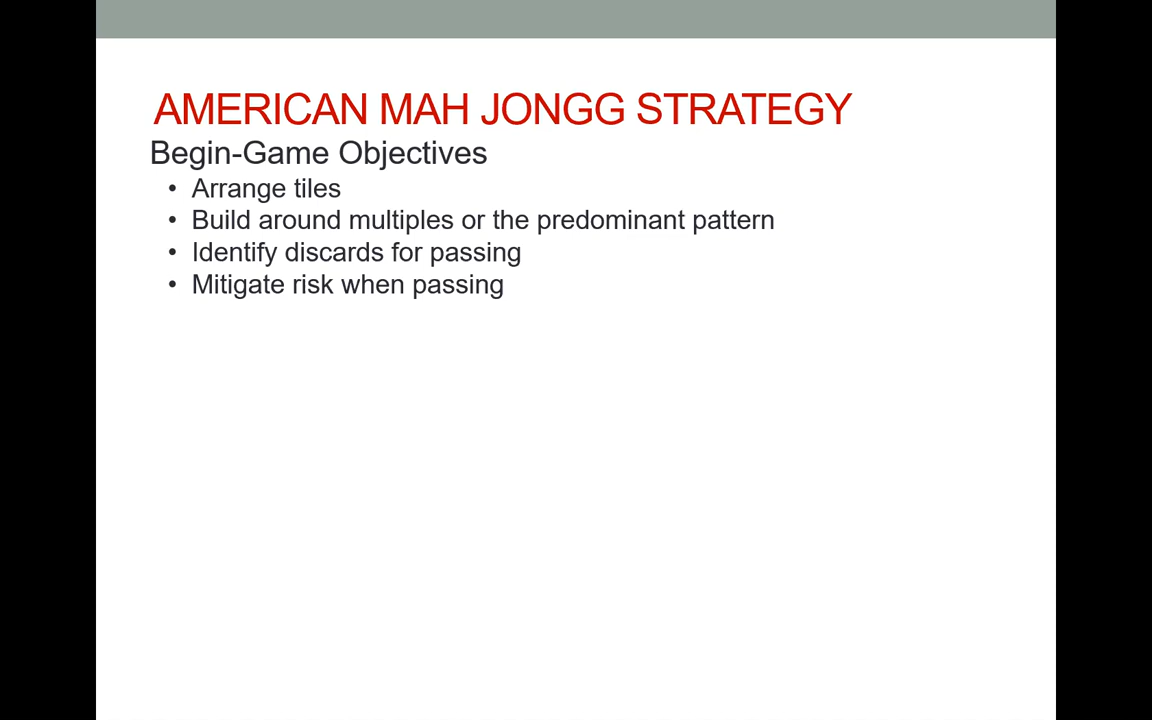 AMERICAN MAH JONGG STRATEGY
Begin-Game Objectives
• Arrange tiles
• Build around multiples or the predominant pattern
• Identify discards for passing
• Mitigate risk when passing